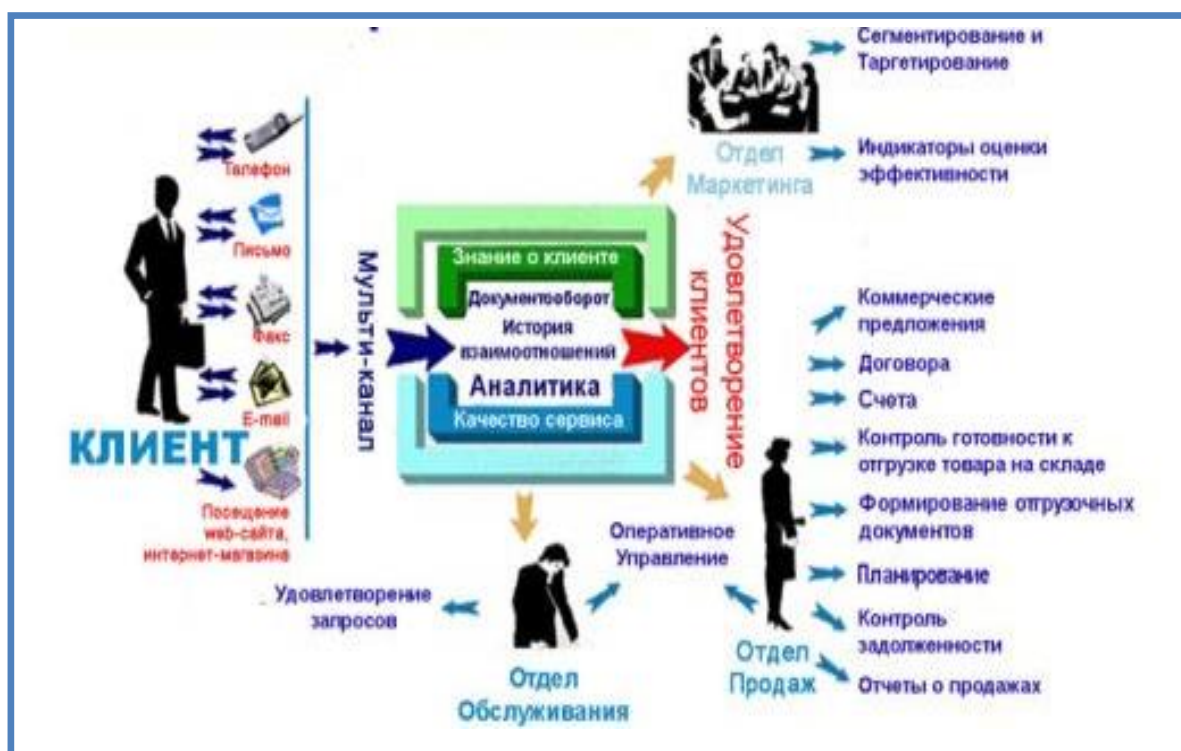 Телефон
Письмо
Факс
E-mail
КЛИЕНТ
Посещение
web-сайта,
интернет-магазина
Мульти-канал
Знание о клиенте
Документооборот
История
взаимоотношений
Аналитика
Качество сервиса
Удовлетворение
клиентов
Отдел
Маркетинга
Сегментирование и
Таргетирование
Индикаторы оценки
эффективности
Коммерческие
предложения
Договора
Счета
Контроль готовности к
отгрузке товара на складе
Формирование отгрузочных
документов
Планирование
Контроль
задолженности
Отчеты о продажах
Оперативное
Управление
Удовлетворение
запросов
Отдел
Обслуживания
Отдел
Продаж